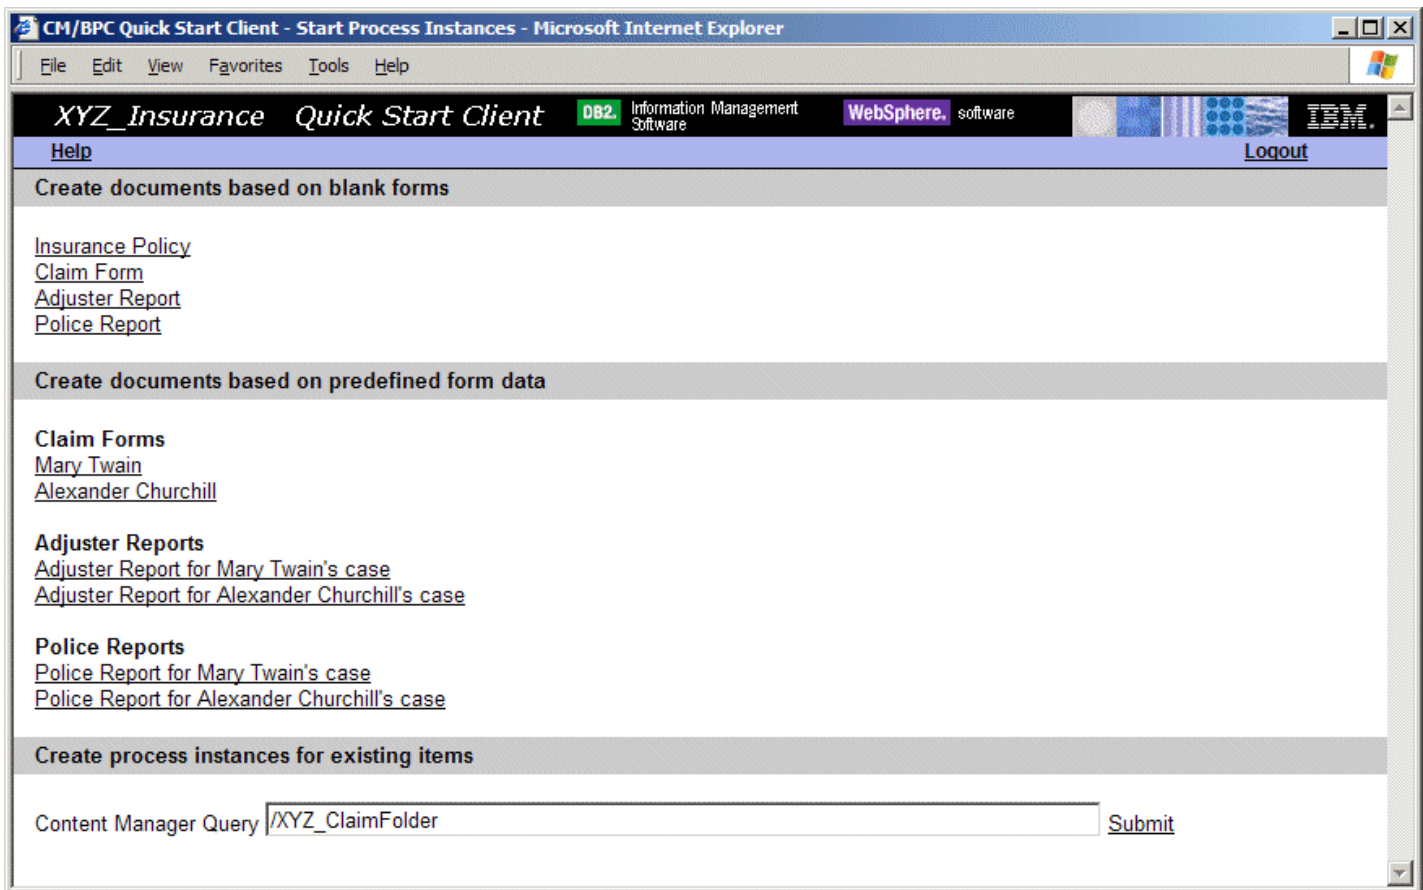 CM/BPC Quick Start Client - Start Process Instances - Microsoft Internet Explorer
File Edit View Favorites Tools Help
XYZ_Insurance Quick Start Client DB2. Information Management Software WebSphere. software IBM.
Help Logout
Create documents based on blank forms
Insurance Policy
Claim Form
Adjuster Report
Police Report
Create documents based on predefined form data
Claim Forms
Mary Twain
Alexander Churchill
Adjuster Reports
Adjuster Report for Mary Twain's case
Adjuster Report for Alexander Churchill's case
Police Reports
Police Report for Mary Twain's case
Police Report for Alexander Churchill's case
Create process instances for existing items
Content Manager Query /XYZ_ClaimFolder Submit